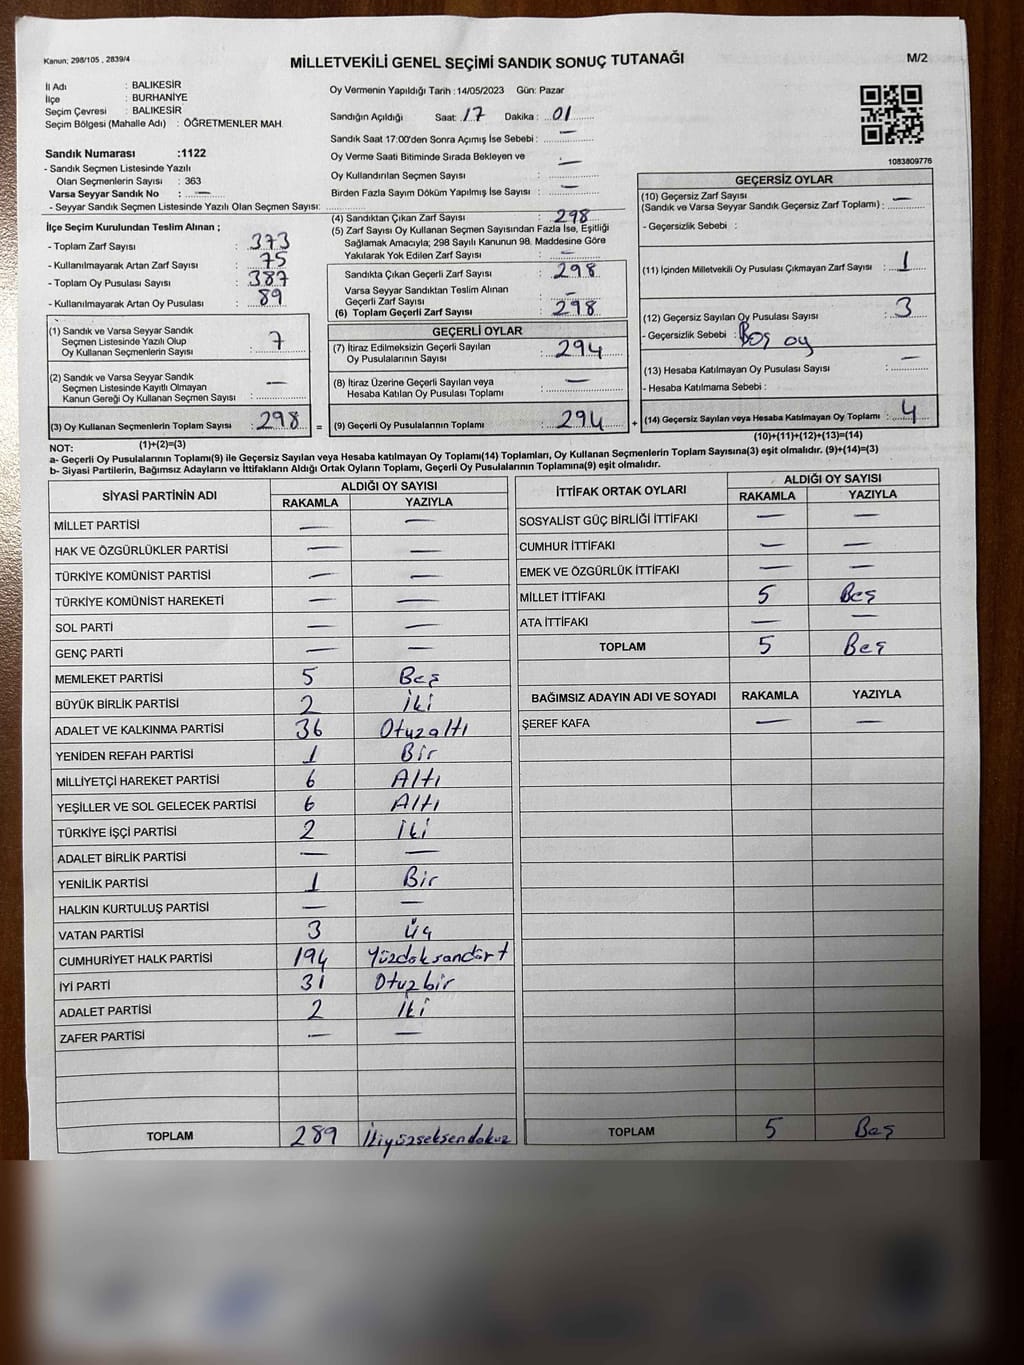 Kanun; 298/105 , 2839/4
MİLLETVEKİLİ GENEL SEÇİMİ SANDIK SONUÇ TUTANAĞI
M/2
İl Adı : BALIKESİR
İlçe : BURHANİYE
Seçim Çevresi : BALIKESİR
Seçim Bölgesi (Mahalle Adı) : ÖĞRETMENLER MAH.
Sandık Numarası :1122
- Sandık Seçmen Listesinde Yazılı
Olan Seçmenlerin Sayısı : 363
Varsa Seyyar Sandık No : —
- Seyyar Sandık Seçmen Listesinde Yazılı Olan Seçmen Sayısı:
Oy Vermenin Yapıldığı Tarih :14/05/2023 Gün: Pazar
Sandığın Açıldığı Saat: 17 Dakika : 01
Sandık Saat 17:00'den Sonra Açımış İse Sebebi : —
Oy Verme Saati Bitiminde Sırada Bekleyen ve
Oy Kullandırılan Seçmen Sayısı : —
Birden Fazla Sayım Döküm Yapılmış İse Sayısı : —
1083809776
İlçe Seçim Kurulundan Teslim Alınan ;
- Toplam Zarf Sayısı : 373
- Kullanılmayarak Artan Zarf Sayısı : 75
- Toplam Oy Pusulası Sayısı : 387
- Kullanılmayarak Artan Oy Pusulası : 89
(1) Sandık ve Varsa Seyyar Sandık
Seçmen Listesinde Yazılı Olup
Oy Kullanan Seçmenlerin Sayısı : 7
(2) Sandık ve Varsa Seyyar Sandık
Seçmen Listesinde Kayıtlı Olmayan
Kanun Gereği Oy Kullanan Seçmen Sayısı : —
(3) Oy Kullanan Seçmenlerin Toplam Sayısı : 298 =
(1)+(2)=(3)
(4) Sandıktan Çıkan Zarf Sayısı : 298
(5) Zarf Sayısı Oy Kullanan Seçmen Sayısından Fazla İse, Eşitliği
Sağlamak Amacıyla; 298 Sayılı Kanunun 98. Maddesine Göre
Yakılarak Yok Edilen Zarf Sayısı : —
Sandıkta Çıkan Geçerli Zarf Sayısı : 298
Varsa Seyyar Sandıktan Teslim Alınan
Geçerli Zarf Sayısı : —
(6) Toplam Geçerli Zarf Sayısı : 298
GEÇERLİ OYLAR
(7) İtiraz Edilmeksizin Geçerli Sayılan
Oy Pusulalarının Sayısı : 294
(8) İtiraz Üzerine Geçerli Sayılan veya
Hesaba Katılan Oy Pusulası Toplamı : —
(9) Geçerli Oy Pusulalarının Toplamı : 294 +
GEÇERSİZ OYLAR
(10) Geçersiz Zarf Sayısı
(Sandık ve Varsa Seyyar Sandık Geçersiz Zarf Toplamı) : —
- Geçersizlik Sebebi :
(11) İçinden Milletvekili Oy Pusulası Çıkmayan Zarf Sayısı : 1
(12) Geçersiz Sayılan Oy Pusulası Sayısı : 3
- Geçersizlik Sebebi : Boş oy
(13) Hesaba Katılmayan Oy Pusulası Sayısı : —
- Hesaba Katılmama Sebebi :
(14) Geçersiz Sayılan veya Hesaba Katılmayan Oy Toplamı : 4
(10)+(11)+(12)+(13)=(14)
NOT:
a- Geçerli Oy Pusulalarının Toplamı(9) ile Geçersiz Sayılan veya Hesaba Katılmayan Oy Toplamı(14) Toplamları, Oy Kullanan Seçmenlerin Toplam Sayısına(3) eşit olmalıdır. (9)+(14)=(3)
b- Siyasi Partilerin, Bağımsız Adayların ve İttifakların Aldığı Ortak Oyların Toplamı, Geçerli Oy Pusulalarının Toplamına(9) eşit olmalıdır.
SİYASİ PARTİNİN ADI ALDIĞI OY SAYISI
RAKAMLA YAZIYLA
MİLLET PARTİSİ — —
HAK VE ÖZGÜRLÜKLER PARTİSİ — —
TÜRKİYE KOMÜNİST PARTİSİ — —
TÜRKİYE KOMÜNİST HAREKETİ — —
SOL PARTİ — —
GENÇ PARTİ — —
MEMLEKET PARTİSİ 5 Beş
BÜYÜK BİRLİK PARTİSİ 2 İki
ADALET VE KALKINMA PARTİSİ 36 Otuzaltı
YENİDEN REFAH PARTİSİ 1 Bir
MİLLİYETÇİ HAREKET PARTİSİ 6 Altı
YEŞİLLER VE SOL GELECEK PARTİSİ 6 Altı
TÜRKİYE İŞÇİ PARTİSİ 2 İki
ADALET BİRLİK PARTİSİ — —
YENİLİK PARTİSİ 1 Bir
HALKIN KURTULUŞ PARTİSİ — —
VATAN PARTİSİ 3 Üç
CUMHURİYET HALK PARTİSİ 194 Yüzdoksandört
İYİ PARTİ 31 Otuzbir
ADALET PARTİSİ 2 İki
ZAFER PARTİSİ — —
TOPLAM 289 İkiyüzseksendokuz
İTTİFAK ORTAK OYLARI ALDIĞI OY SAYISI
RAKAMLA YAZIYLA
SOSYALİST GÜÇ BİRLİĞİ İTTİFAKI — —
CUMHUR İTTİFAKI — —
EMEK VE ÖZGÜRLÜK İTTİFAKI — —
MİLLET İTTİFAKI 5 Beş
ATA İTTİFAKI — —
TOPLAM 5 Beş
BAĞIMSIZ ADAYIN ADI VE SOYADI RAKAMLA YAZIYLA
ŞEREF KAFA — —
TOPLAM 5 Beş